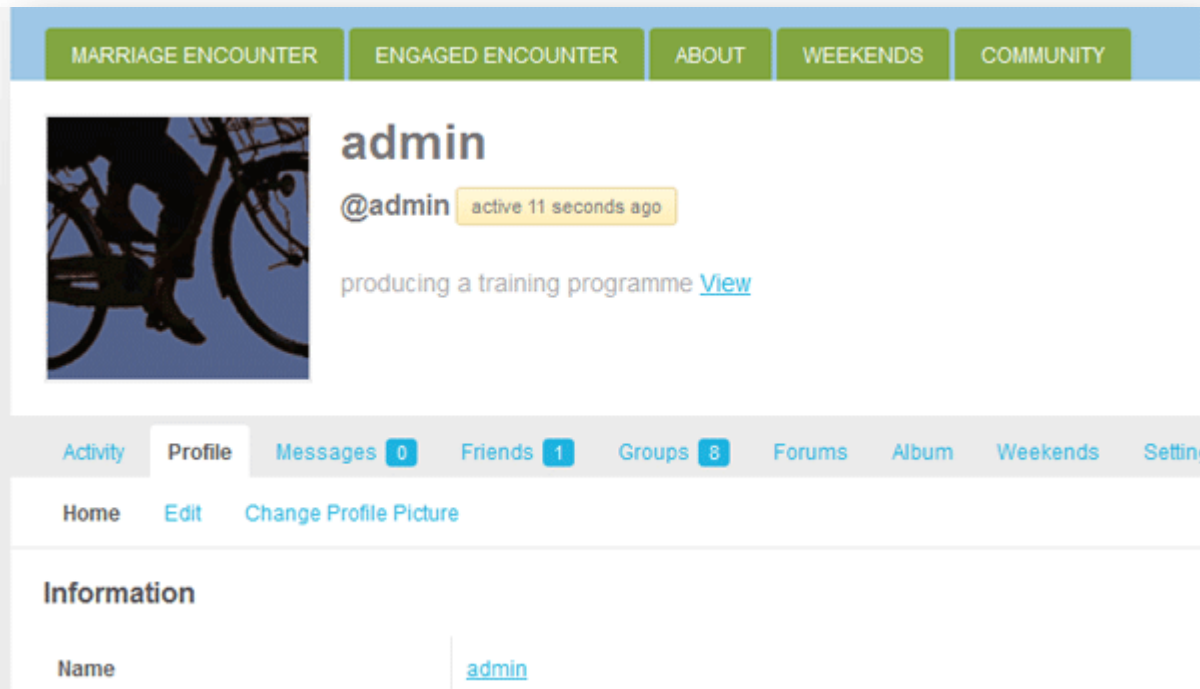 MARRIAGE ENCOUNTER ENGAGED ENCOUNTER ABOUT WEEKENDS COMMUNITY
admin
@admin active 11 seconds ago
producing a training programme View
Activity Profile Messages 0 Friends 1 Groups 8 Forums Album Weekends Settin
Home Edit Change Profile Picture
Information
Name admin